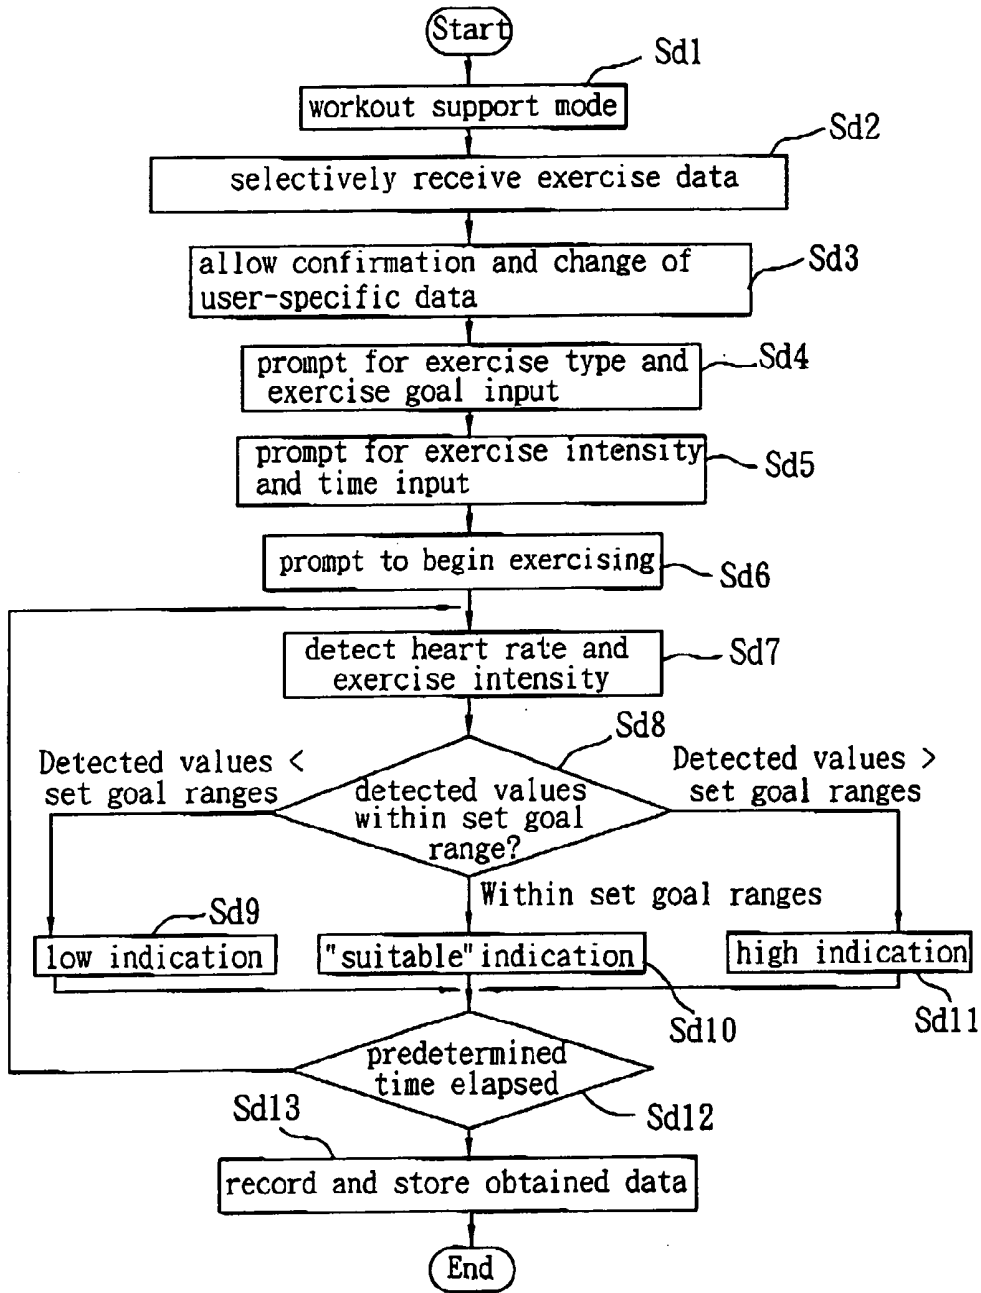 Start
Sd1
workout support mode
Sd2
selectively receive exercise data
Sd3
allow confirmation and change of
user-specific data
Sd4
prompt for exercise type and
exercise goal input
Sd5
prompt for exercise intensity
and time input
prompt to begin exercising
Sd6
detect heart rate and
exercise intensity
Sd7
Sd8
Detected values <
set goal ranges
Detected values >
set goal ranges
detected values
within set goal
range?
Within set goal ranges
Sd9
low indication
"suitable" indication
high indication
Sd10
Sd11
predetermined
time elapsed
Sd12
Sd13
record and store obtained data
End